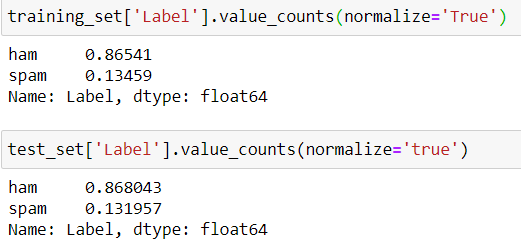 training_set['Label'].value_counts(normalize='True')
ham 0.86541
spam 0.13459
Name: Label, dtype: float64
test_set['Label'].value_counts(normalize='true')
ham 0.868043
spam 0.131957
Name: Label, dtype: float64